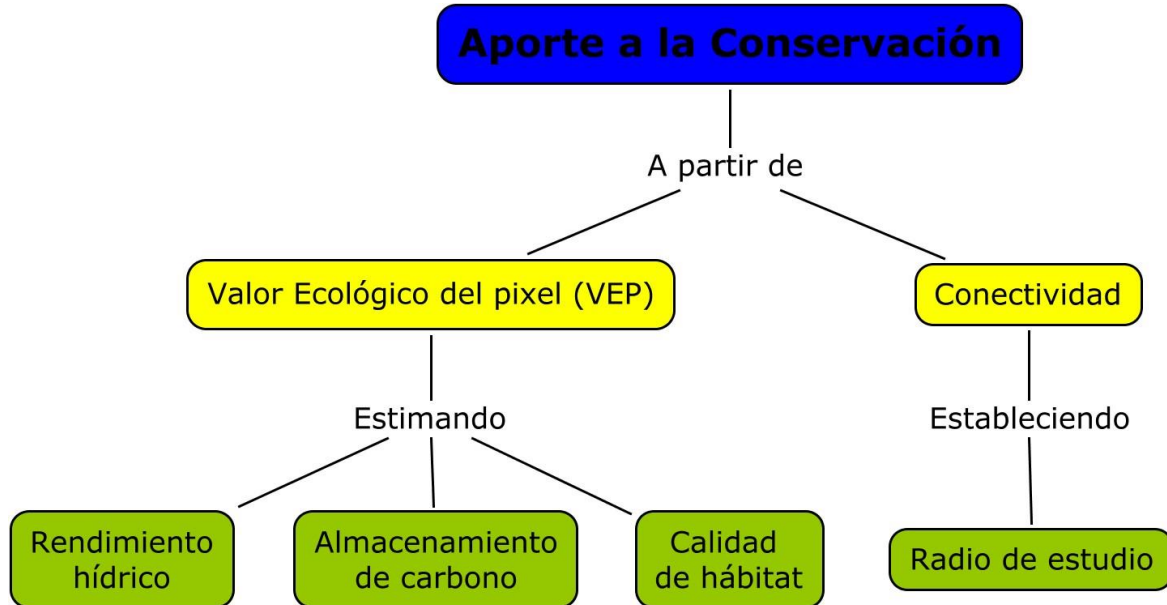 Aporte a la Conservación
A partir de
Valor Ecológico del pixel (VEP)
Conectividad
Estimando
Estableciendo
Rendimiento
hídrico
Almacenamiento
de carbono
Calidad
de hábitat
Radio de estudio